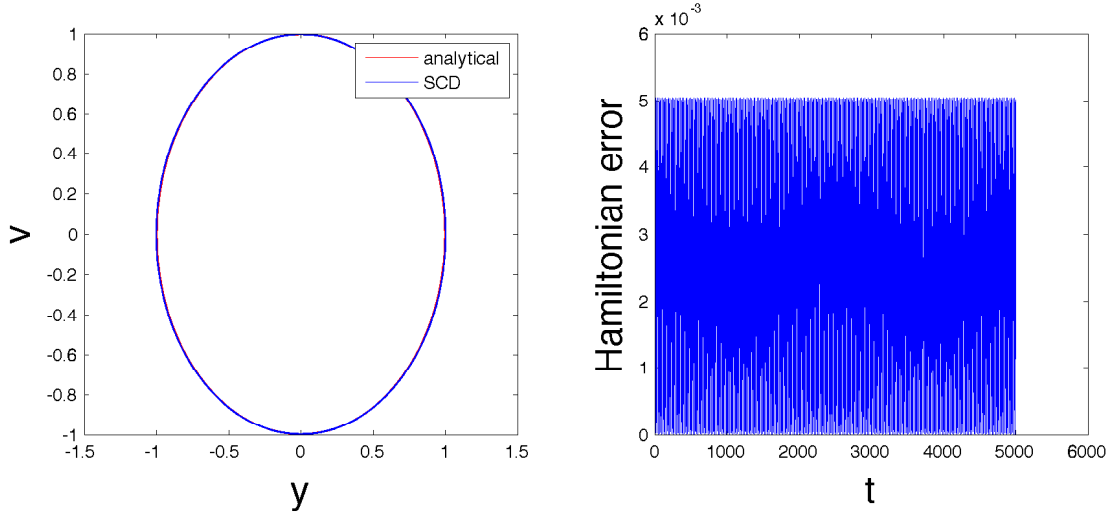 1
0.8
0.6
0.4
0.2
0
-0.2
-0.4
-0.6
-0.8
-1
-1.5 -1 -0.5 0 0.5 1 1.5
v
y
analytical
SCD
x 10⁻³
6
5
4
3
2
1
0
0 1000 2000 3000 4000 5000 6000
Hamiltonian error
t